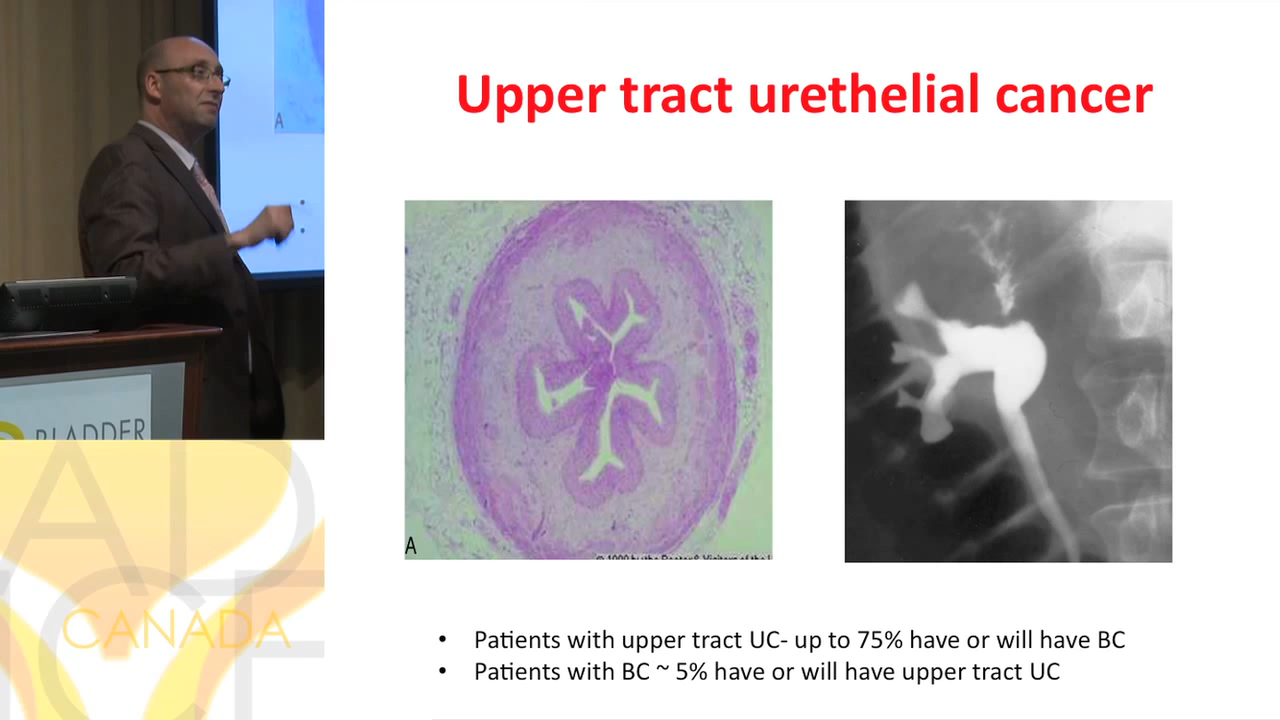 Upper tract urethelial cancer
A
A
• Patients with upper tract UC- up to 75% have or will have BC
• Patients with BC ~ 5% have or will have upper tract UC
BLADDER
CANADA